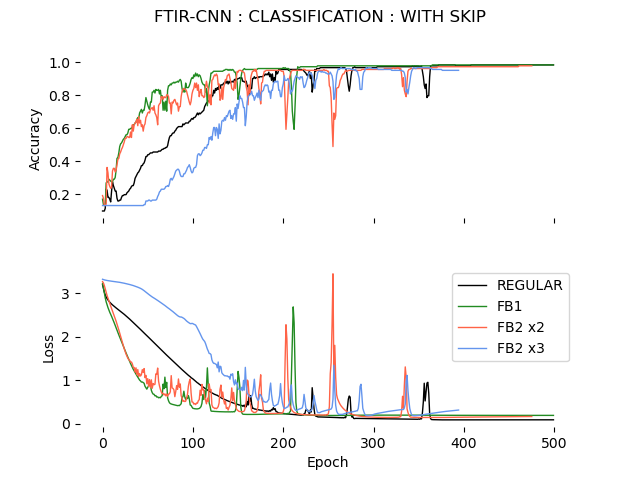 FTIR-CNN : CLASSIFICATION : WITH SKIP
1.0
0.8
0.6
0.4
0.2
Accuracy
3
2
1
0
Loss
REGULAR
FB1
FB2 x2
FB2 x3
0 100 200 300 400 500
Epoch